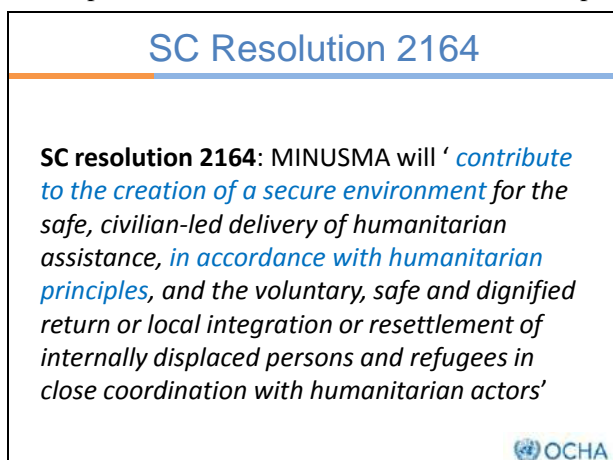 SC Resolution 2164
SC resolution 2164: MINUSMA will ‘ contribute
to the creation of a secure environment for the
safe, civilian-led delivery of humanitarian
assistance, in accordance with humanitarian
principles, and the voluntary, safe and dignified
return or local integration or resettlement of
internally displaced persons and refugees in
close coordination with humanitarian actors’
OCHA